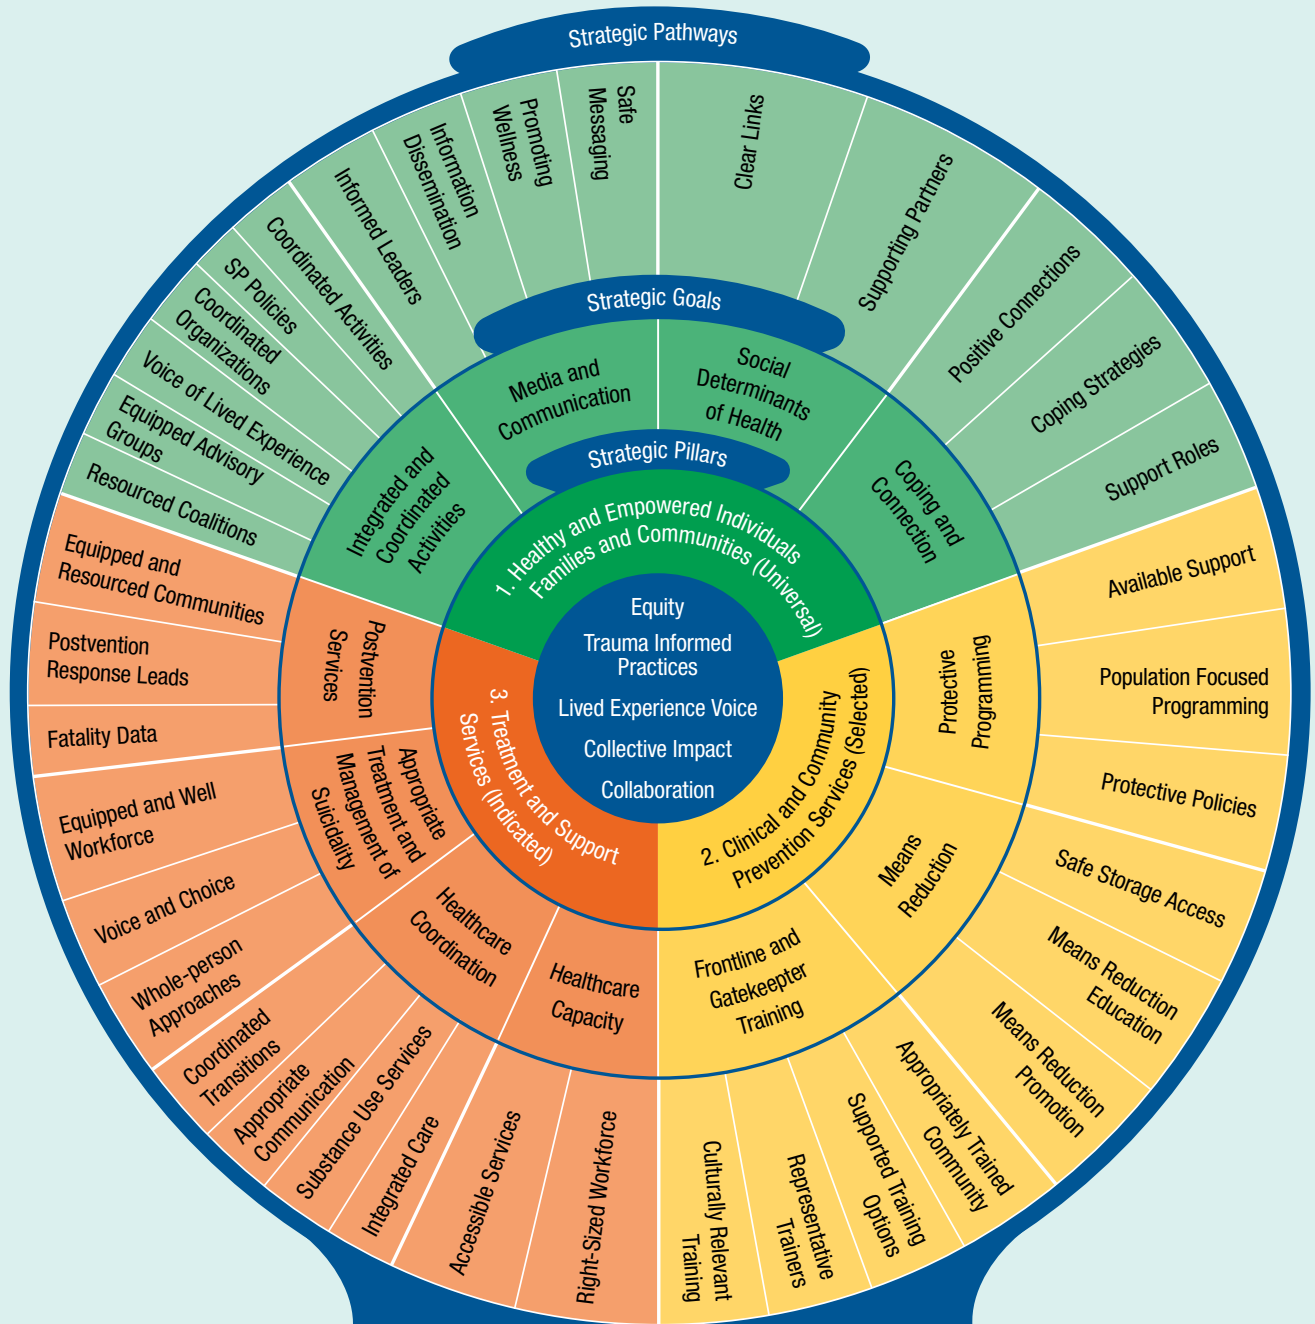 Strategic Pathways
Safe
Messaging
Promoting
Wellness
Information
Dissemination
Informed Leaders
Coordinated Activities
SP Policies
Coordinated
Organizations
Voice of Lived Experience
Equipped Advisory
Groups
Resourced Coalitions
Clear Links
Supporting Partners
Positive Connections
Coping Strategies
Support Roles
Strategic Goals
Media and
Communication
Social
Determinants
of Health
Integrated and
Coordinated
Activities
Coping and
Connection
Strategic Pillars
1. Healthy and Empowered Individuals
Families and Communities (Universal)
Equity
Trauma Informed
Practices
Lived Experience Voice
Collective Impact
Collaboration
2. Clinical and Community
Prevention Services (Selected)
Protective
Programming
Means
Reduction
Frontline and
Gatekeeper
Training
Available Support
Population Focused
Programming
Protective Policies
Safe Storage Access
Means Reduction
Education
Means Reduction
Promotion
Appropriately Trained
Community
Supported Training
Options
Representative
Trainers
Culturally Relevant
Training
3. Treatment and Support
Services (Indicated)
Postvention
Services
Appropriate
Treatment and
Management of
Suicidality
Healthcare
Coordination
Healthcare
Capacity
Equipped and
Resourced Communities
Postvention
Response Leads
Fatality Data
Equipped and Well
Workforce
Voice and Choice
Whole-person
Approaches
Coordinated
Transitions
Appropriate
Communication
Substance Use Services
Integrated Care
Accessible Services
Right-Sized Workforce